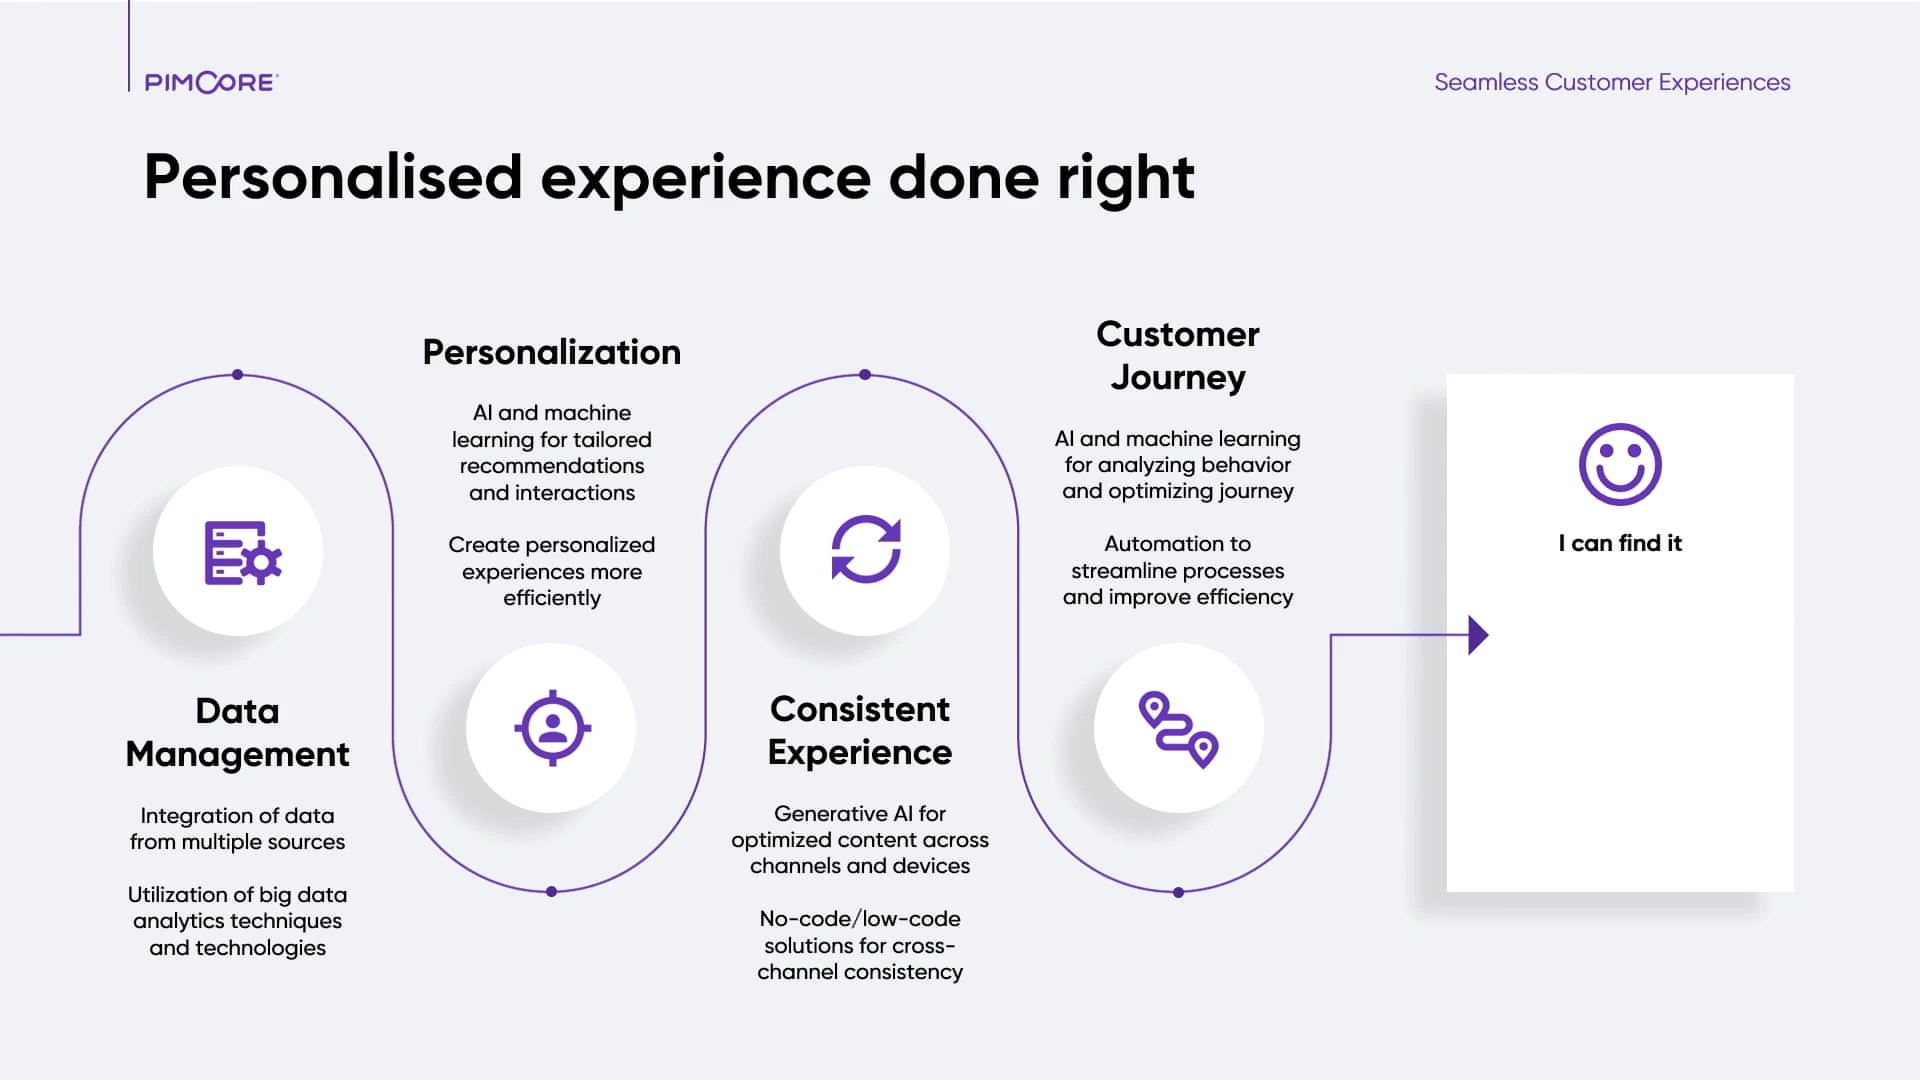 PIMCORE
Seamless Customer Experiences
Personalised experience done right
Data
Management
Integration of data
from multiple sources
Utilization of big data
analytics techniques
and technologies
Personalization
AI and machine
learning for tailored
recommendations
and interactions
Create personalized
experiences more
efficiently
Consistent
Experience
Generative AI for
optimized content across
channels and devices
No-code/low-code
solutions for cross-
channel consistency
Customer
Journey
AI and machine learning
for analyzing behavior
and optimizing journey
Automation to
streamline processes
and improve efficiency
I can find it